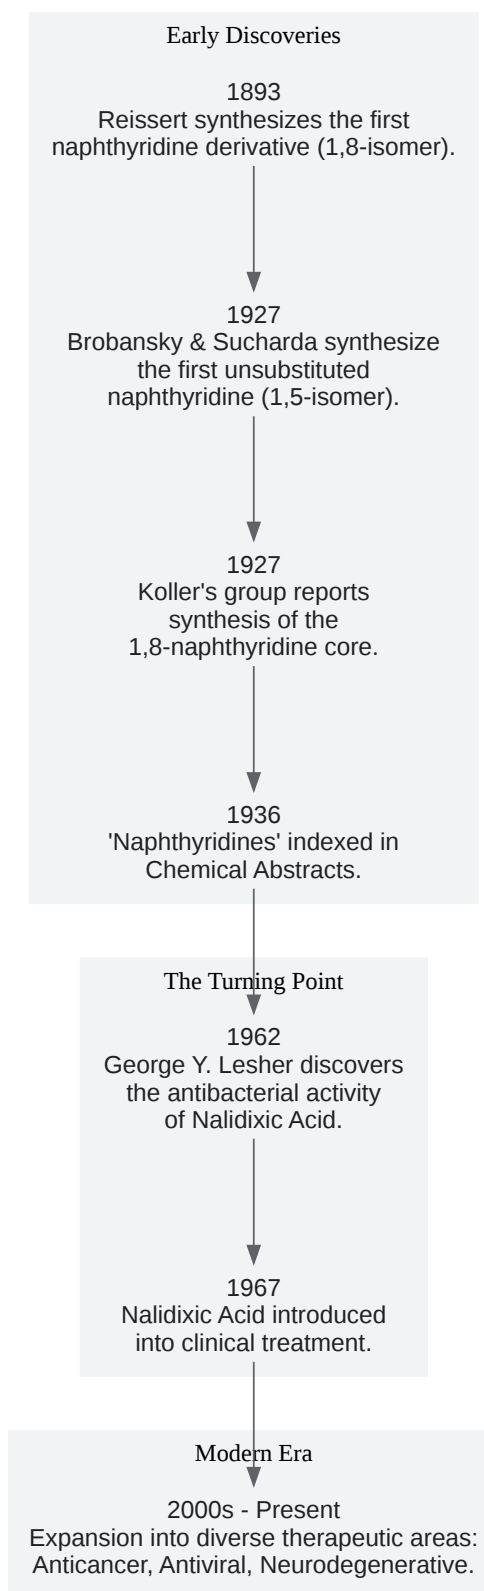 Early Discoveries
1893
Reissert synthesizes the first
naphthyridine derivative (1,8-isomer).
1927
Brobansky & Sucharda synthesize
the first unsubstituted
naphthyridine (1,5-isomer).
1927
Koller's group reports
synthesis of the
1,8-naphthyridine core.
1936
'Naphthyridines' indexed in
Chemical Abstracts.
The Turning Point
1962
George Y. Lesher discovers
the antibacterial activity
of Nalidixic Acid.
1967
Nalidixic Acid introduced
into clinical treatment.
Modern Era
2000s - Present
Expansion into diverse therapeutic areas:
Anticancer, Antiviral, Neurodegenerative.